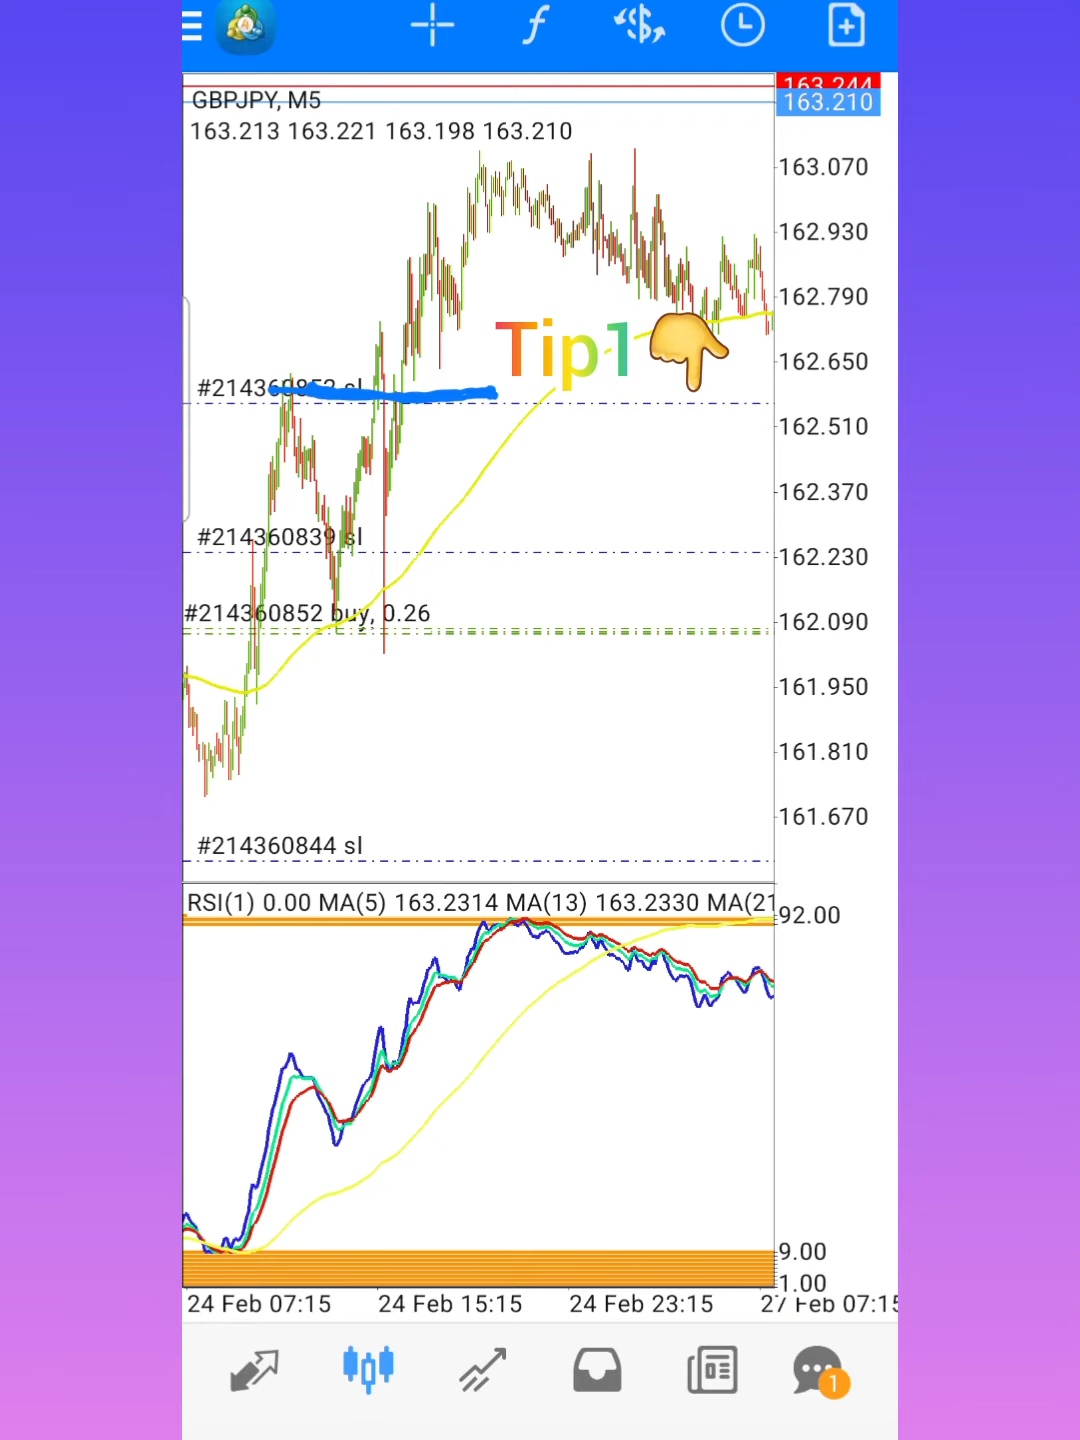 4
163.244
GBPJPY, M5
163.210
163.213 163.221 163.198 163.210
163.070
162.930
162.790
Tip1
162.650
#214360852 sl
162.510
162.370
#214360839 sl
162.230
#214360852 buy, 0.26
162.090
161.950
161.810
161.670
#214360844 sl
RSI(1) 0.00 MA(5) 163.2314 MA(13) 163.2330 MA(21
92.00
9.00
1.00
24 Feb 07:15
24 Feb 15:15
24 Feb 23:15
27 Feb 07:15
1